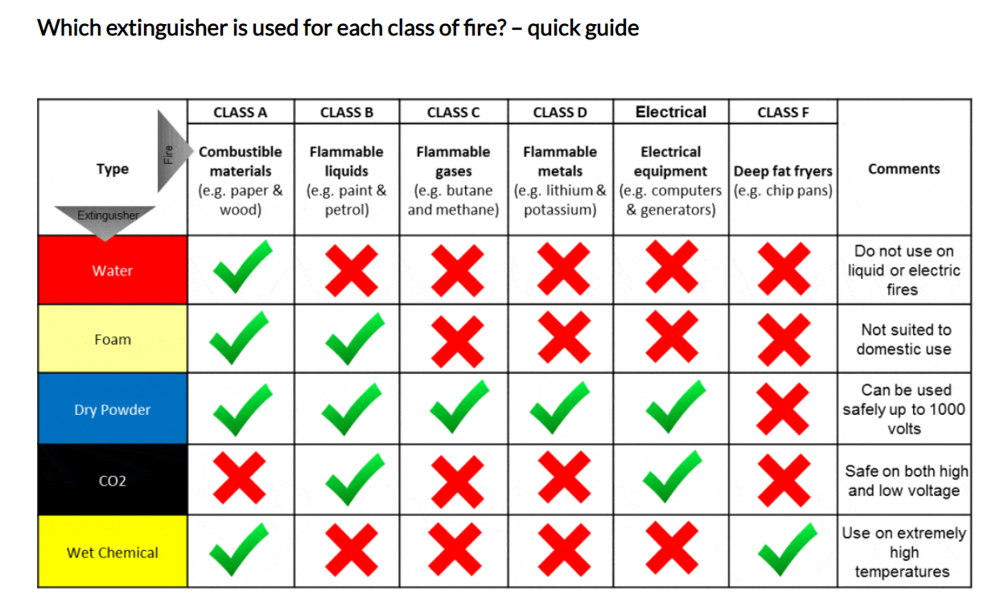 Which extinguisher is used for each class of fire? – quick guide
CLASS A
CLASS B
CLASS C
CLASS D
Electrical
CLASS F
Type
Fire
Extinguisher
Combustible
materials
(e.g. paper &
wood)
Flammable
liquids
(e.g. paint &
petrol)
Flammable
gases
(e.g. butane
and methane)
Flammable
metals
(e.g. lithium &
potassium)
Electrical
equipment
(e.g. computers
& generators)
Deep fat fryers
(e.g. chip pans)
Comments
Water
Do not use on
liquid or electric
fires
Foam
Not suited to
domestic use
Dry Powder
Can be used
safely up to 1000
volts
CO2
Safe on both high
and low voltage
Wet Chemical
Use on extremely
high
temperatures